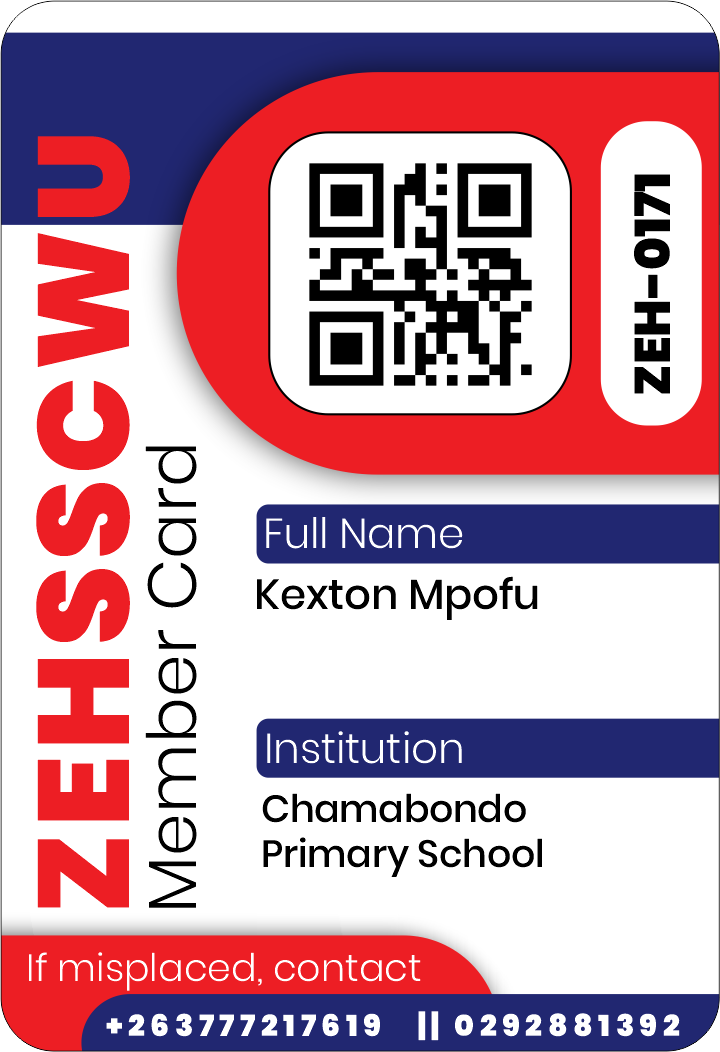 ZEHSSCWU
Member Card
ZEH-0171
Full Name
Kexton Mpofu
Institution
Chamabondo
Primary School
If misplaced, contact
+263777217619 || 0292881392